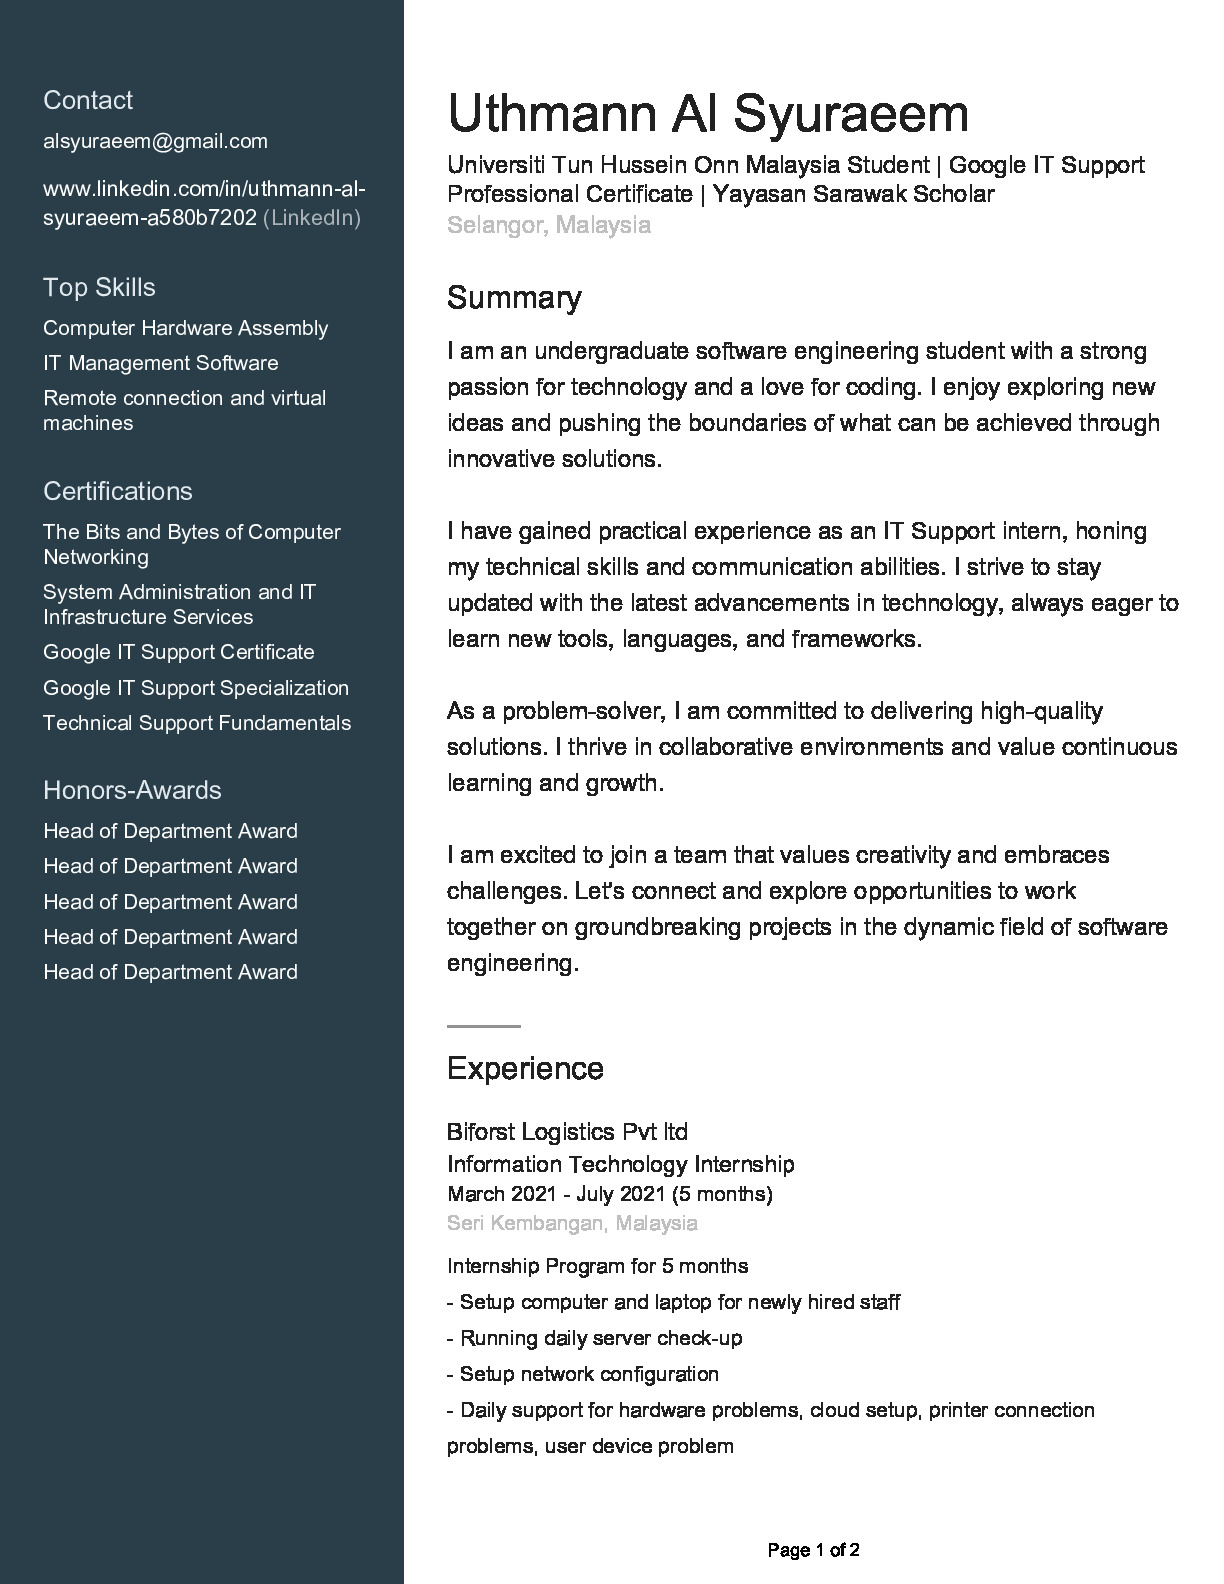 Contact
alsyuraeem@gmail.com
www.linkedin.com/in/uthmann-al-
syuraeem-a580b7202 (LinkedIn)
Top Skills
Computer Hardware Assembly
IT Management Software
Remote connection and virtual
machines
Certifications
The Bits and Bytes of Computer
Networking
System Administration and IT
Infrastructure Services
Google IT Support Certificate
Google IT Support Specialization
Technical Support Fundamentals
Honors-Awards
Head of Department Award
Head of Department Award
Head of Department Award
Head of Department Award
Head of Department Award
Uthmann Al Syuraeem
Universiti Tun Hussein Onn Malaysia Student | Google IT Support
Professional Certificate | Yayasan Sarawak Scholar
Selangor, Malaysia
Summary
I am an undergraduate software engineering student with a strong
passion for technology and a love for coding. I enjoy exploring new
ideas and pushing the boundaries of what can be achieved through
innovative solutions.
I have gained practical experience as an IT Support intern, honing
my technical skills and communication abilities. I strive to stay
updated with the latest advancements in technology, always eager to
learn new tools, languages, and frameworks.
As a problem-solver, I am committed to delivering high-quality
solutions. I thrive in collaborative environments and value continuous
learning and growth.
I am excited to join a team that values creativity and embraces
challenges. Let's connect and explore opportunities to work
together on groundbreaking projects in the dynamic field of software
engineering.
Experience
Biforst Logistics Pvt ltd
Information Technology Internship
March 2021 - July 2021 (5 months)
Seri Kembangan, Malaysia
Internship Program for 5 months
- Setup computer and laptop for newly hired staff
- Running daily server check-up
- Setup network configuration
- Daily support for hardware problems, cloud setup, printer connection
problems, user device problem
Page 1 of 2